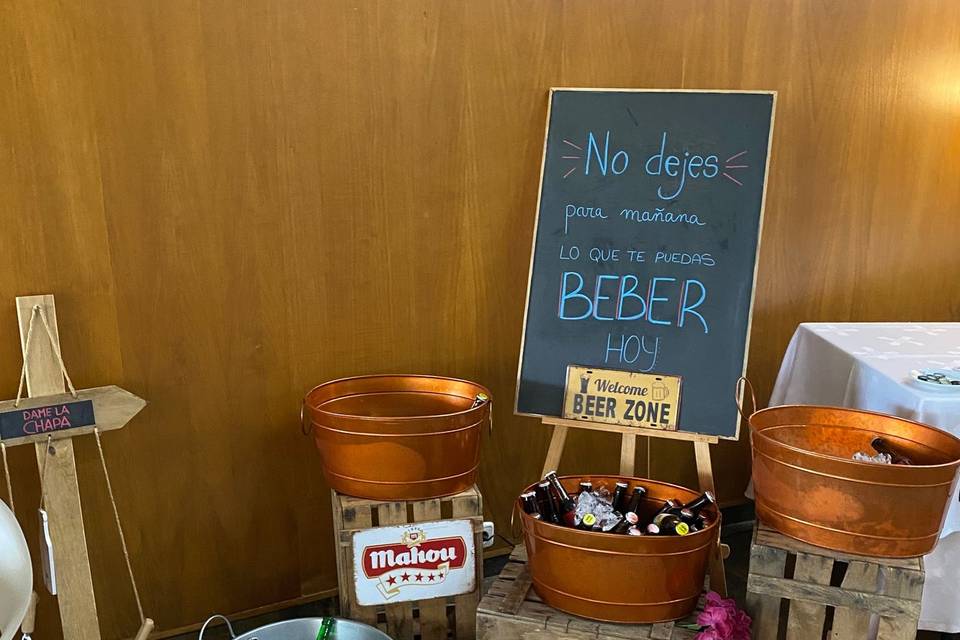 No dejes
para mañana
LO QUE TE PUEDAS
BEBER
HOY
Welcome
BEER ZONE
DAME LA
CHAPA
Mahou